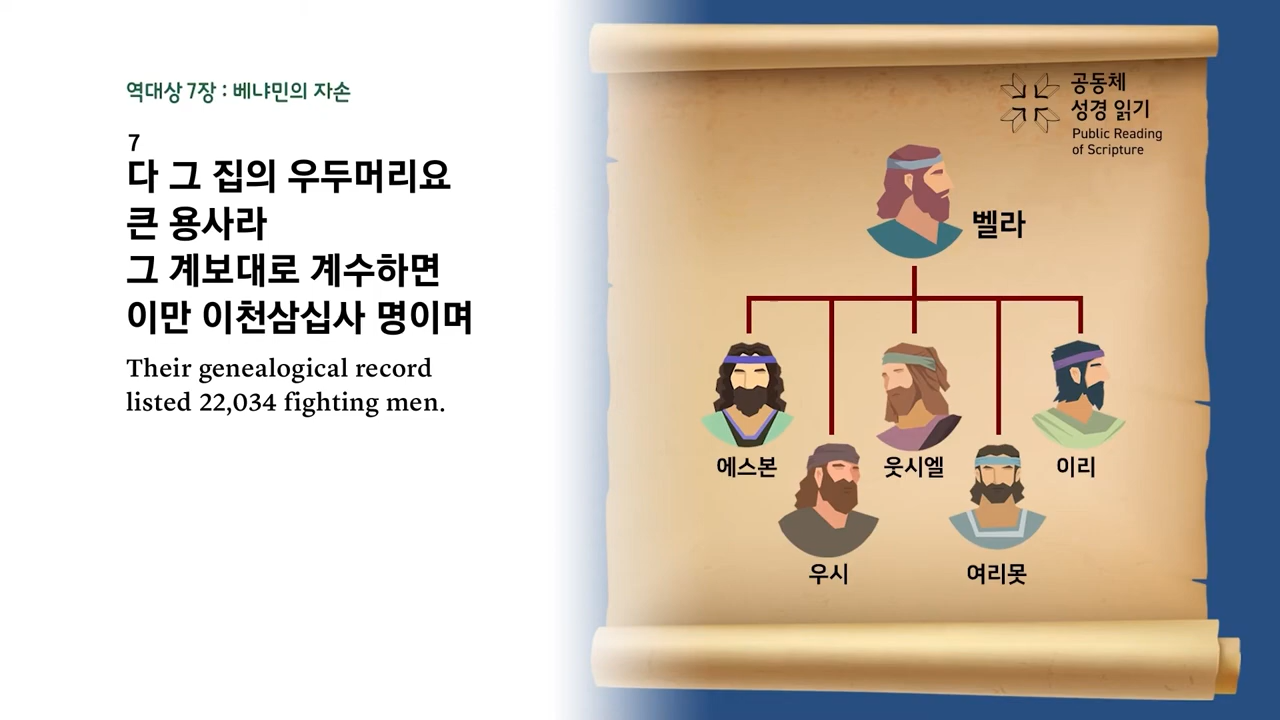 역대상 7장 : 베냐민의 자손
7
다 그 집의 우두머리요
큰 용사라
그 계보대로 계수하면
이만 이천삼십사 명이며
Their genealogical record
listed 22,034 fighting men.
공동체
성경 읽기
Public Reading
of Scripture
벨라
에스본
웃시엘
이리
우시
여리못